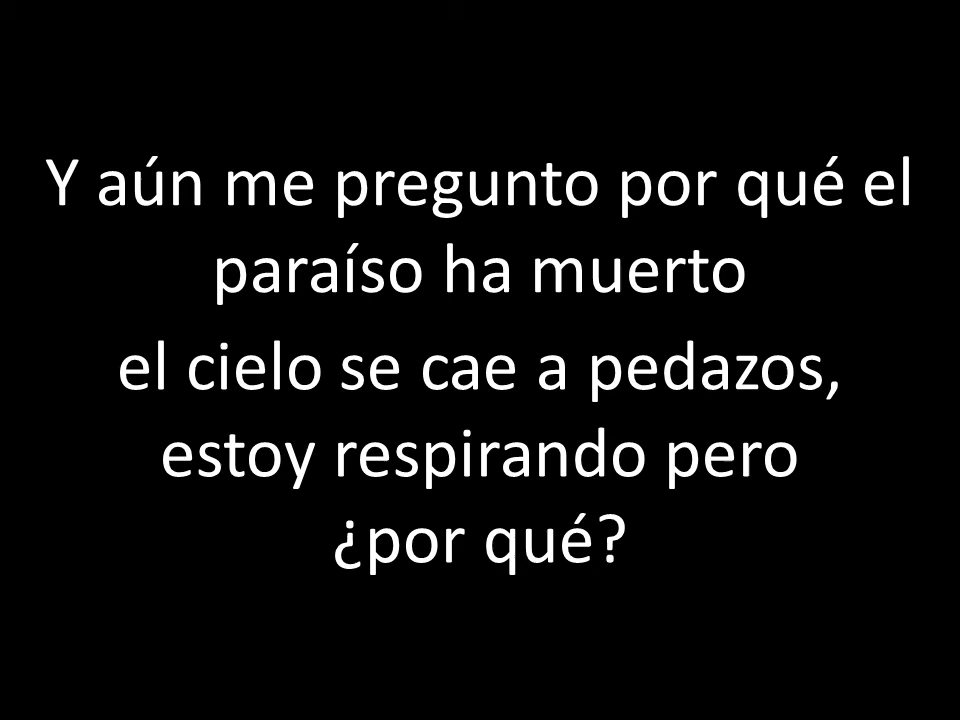 Y aún me pregunto por qué el
paraíso ha muerto
el cielo se cae a pedazos,
estoy respirando pero
¿por qué?